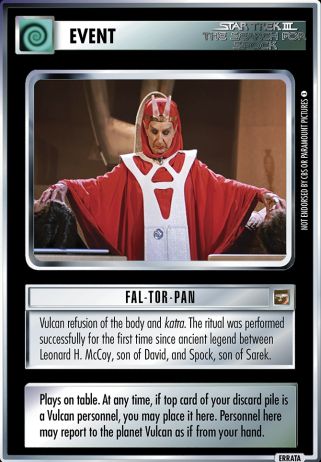 EVENT
STAR TREK III
THE SEARCH FOR
SPOCK
NOT ENDORSED BY CBS OR PARAMOUNT PICTURES
FAL-TOR-PAN
Vulcan refusion of the body and katra. The ritual was performed
successfully for the first time since ancient legend between
Leonard H. McCoy, son of David, and Spock, son of Sarek.
Plays on table. At any time, if top card of your discard pile is
a Vulcan personnel, you may place it here. Personnel here
may report to the planet Vulcan as if from your hand.
ERRATA